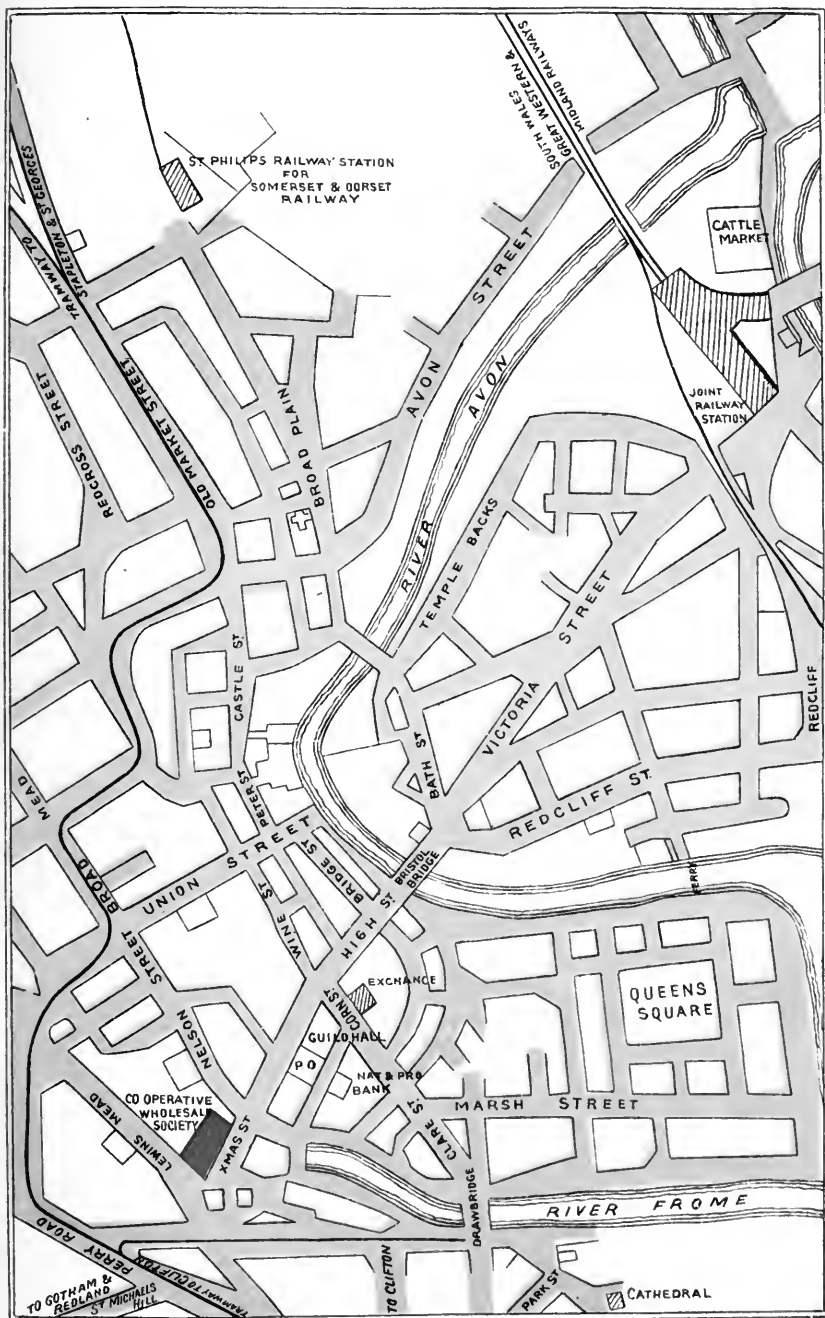 SOUTH WALES
GREAT WESTERN &
MIDLAND RAILWAYS
ST PHILIPS RAILWAY STATION
FOR
SOMERSET & DORSET
RAILWAY
TRAMWAY TO
STAPLETON & ST GEORGES
CATTLE
MARKET
AVON STREET
REDCROSS STREET
OLD MARKET STREET
BROAD PLAIN
RIVER AVON
JOINT
RAILWAY
STATION
TEMPLE BACKS
VICTORIA STREET
CASTLE ST
REDCLIFF
BATH ST
PETER ST
REDCLIFF ST
MEAD
BROAD
UNION STREET
BRIDGE ST
WINE ST
HIGH ST
BRISTOL
BRIDGE
FERRY
STREET
NELSON
EXCHANGE
CORN ST
QUEENS
SQUARE
GUILDHALL
P O
NAT & PRO
BANK
CO OPERATIVE
WHOLESALE
SOCIETY
LEWINS MEAD
XMAS ST
CLARE ST
MARSH STREET
DRAWBRIDGE
RIVER FROME
PERRY ROAD
TRAMWAY TO CLIFTON
TO GOTHAM &
REDLAND
ST MICHAELS
HILL
TO CLIFTON
PARK ST
CATHEDRAL